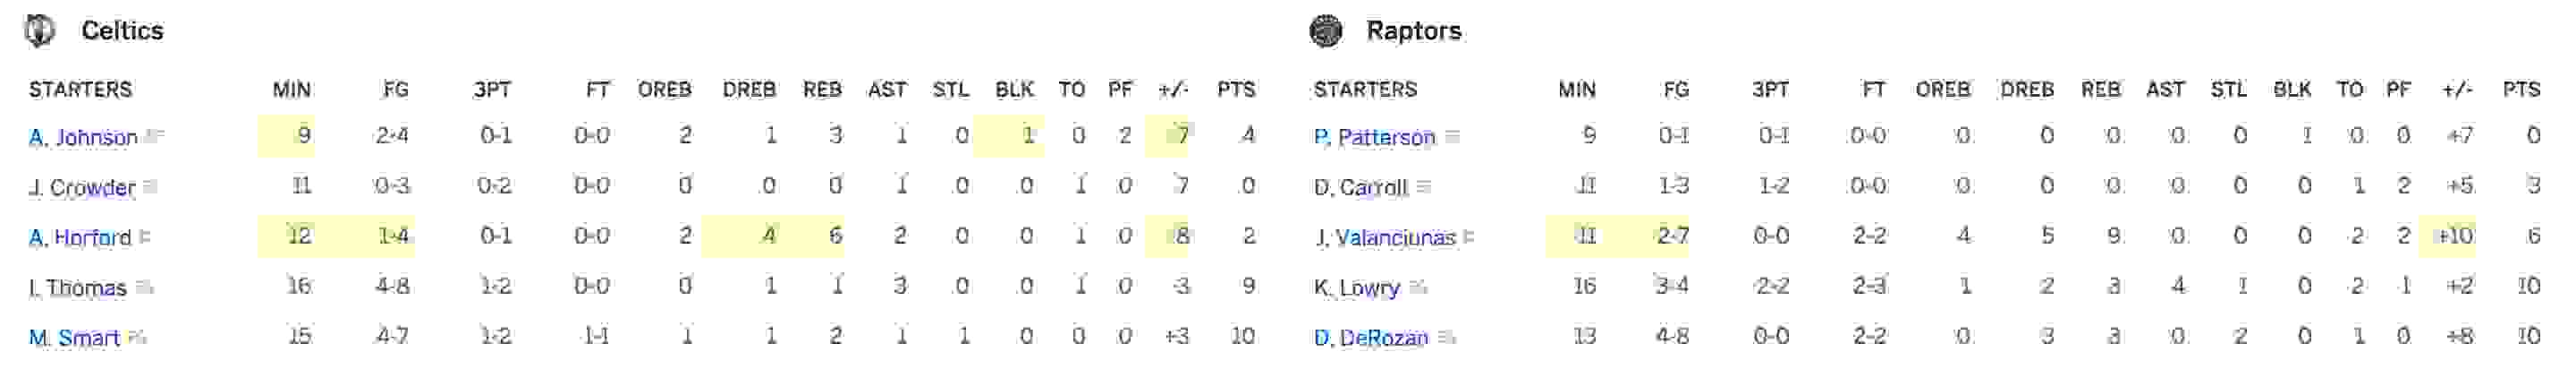 Celtics
STARTERS MIN FG 3PT FT OREB DREB REB AST STL BLK TO PF +/- PTS
A. Johnson 9 2-4 0-1 0-0 2 1 3 1 0 1 0 2 7 4
J. Crowder 11 0-3 0-2 0-0 0 0 0 1 0 0 1 0 7 0
A. Horford 12 1-4 0-1 0-0 2 4 6 2 0 0 1 0 8 2
I. Thomas 16 4-8 1-2 0-0 0 1 1 3 0 0 1 0 -3 9
M. Smart 15 4-7 1-2 1-1 1 1 2 1 1 0 0 0 +3 10
Raptors
STARTERS MIN FG 3PT FT OREB DREB REB AST STL BLK TO PF +/- PTS
P. Patterson 9 0-1 0-1 0-0 0 0 0 0 0 1 0 0 +7 0
D. Carroll 11 1-3 1-2 0-0 0 0 0 0 0 0 1 2 +5 3
J. Valanciunas 11 2-7 0-0 2-2 4 5 9 0 0 0 2 2 +10 6
K. Lowry 16 3-4 2-2 2-3 1 2 3 4 1 0 2 1 +2 10
D. DeRozan 13 4-8 0-0 2-2 0 3 3 0 2 0 1 0 +8 10